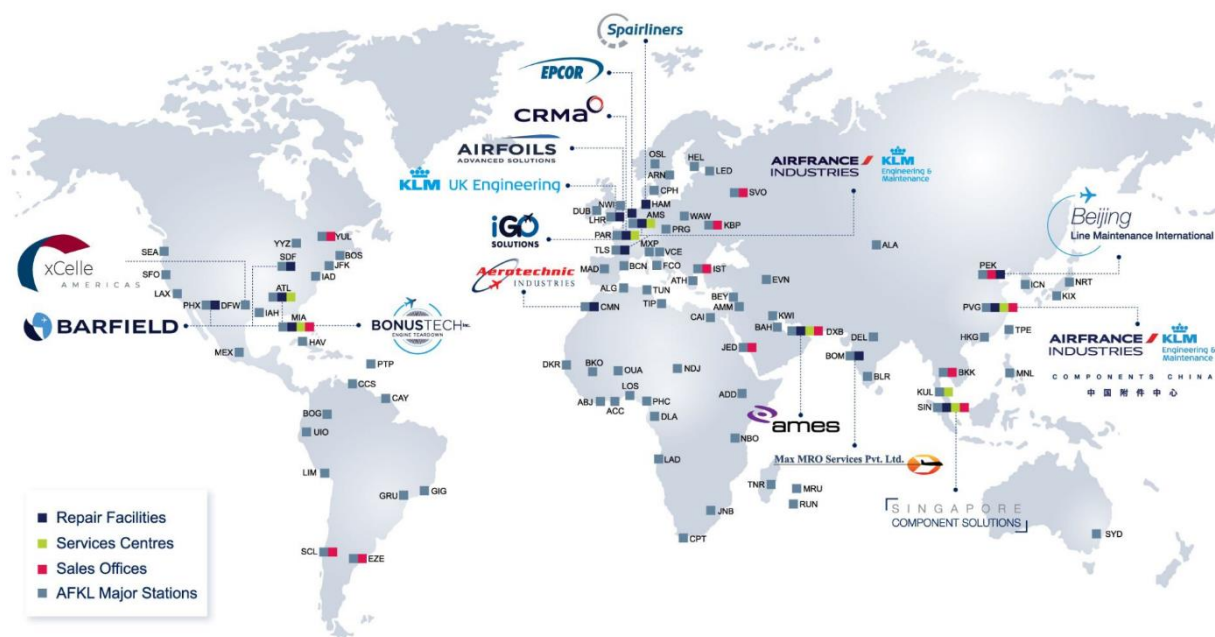 Spairliners
EPCOR
CRMa
AIRFOILS
ADVANCED SOLUTIONS
KLM UK Engineering
iGO
SOLUTIONS
Aerotechnic
INDUSTRIES
AIRFRANCE
INDUSTRIES
KLM
Engineering &
Maintenance
Beijing
Line Maintenance International
xCelle
AMERICAS
BARFIELD
BONUSTECH INC.
ENGINE TEARDOWN
AIRFRANCE
INDUSTRIES
KLM
Engineering &
Maintenance
COMPONENTS CHINA
中国附件中心
ames
Max MRO Services Pvt. Ltd.
SINGAPORE
COMPONENT SOLUTIONS
SEA
SFO
LAX
PHX
DFW
YYZ
YUL
SDF
BOS
JFK
IAD
ATL
IAH
MIA
HAV
MEX
PTP
CCS
CAY
BOG
UIO
LIM
GRU
GIG
SCL
EZE
OSL
HEL
ARN
LED
CPH
SVO
NWI
HAM
DUB
LHR
AMS
WAW
KBP
PAR
PRG
TLS
MXP
VCE
ALA
MAD
BCN
FCO
IST
ATH
EVN
ALG
TUN
BEY
CMN
TIP
AMM
CAI
KWI
BAH
DXB
DEL
JED
BOM
BLR
DKR
BKO
OUA
NDJ
LOS
ABJ
ACC
PHC
DLA
ADD
NBO
LAD
TNR
MRU
RUN
JNB
CPT
PEK
ICN
NRT
KIX
PVG
HKG
TPE
BKK
MNL
KUL
SIN
SYD
Repair Facilities
Services Centres
Sales Offices
AFKL Major Stations